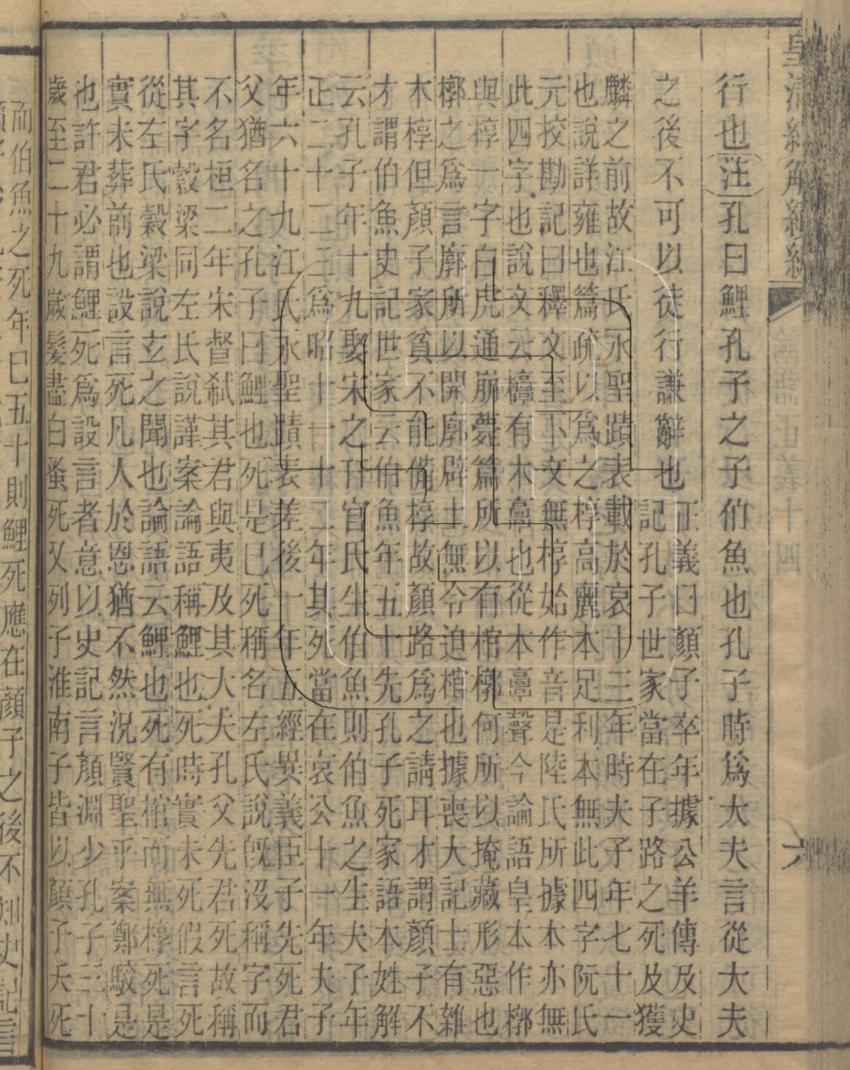 皇清經解續編
論語正義十四
六
行也注孔曰鯉孔子之子伯魚也孔子時爲大夫言從大夫
之後不可以徒行謙辭也
正義曰顏子卒年據公羊傳及史
記孔子世家當在子路之死及獲
麟之前故江氏永聖蹟表載於哀十三年時夫子年七十一
也說詳雍也篇疏以爲之椁高麗本足利本無此四字阮氏
元挍勘記曰釋文至下文無椁始作音是陸氏所據本亦無
此四字也說文云㯰有木𩫏也從木𩫏聲今論語皇本作槨
與椁一字白虎通崩薨篇所以有棺槨何所以掩藏形惡也
槨之爲言廓所以開廓辟土無令迫棺也據喪大記士有雜
木椁但顏子家貧不能備椁故顏路爲之請耳才謂顏子不
才謂伯魚史記世家云伯魚年五十先孔子死家語本姓解
云孔子年十九娶宋之幵官氏生伯魚則伯魚之生夫子年
正二十二三爲昭十一十二年其死當在哀公十一年夫子
年六十九江氏永聖蹟表差後一年五經異義臣子先死君
父猶名之孔子曰鯉也死是已死稱名左氏說旣沒稱字而
不名桓二年宋督弒其君與夷及其大夫孔父先君死故稱
其字穀梁同左氏說謹案論語稱鯉也死時實未死假言死
從左氏穀梁說玄之聞也論語云鯉也死有棺而無椁死是
實未葬前也設言死凡人於恩猶不然況賢聖乎案鄭駁是
也許君必謂鯉死爲設言者意以史記言顏淵少孔子三十
歲至二十九歲髮盡白蚤死又列子淮南子皆以顏子夭死
而伯魚之死年已五十則鯉死應在顏子之後不知史記言